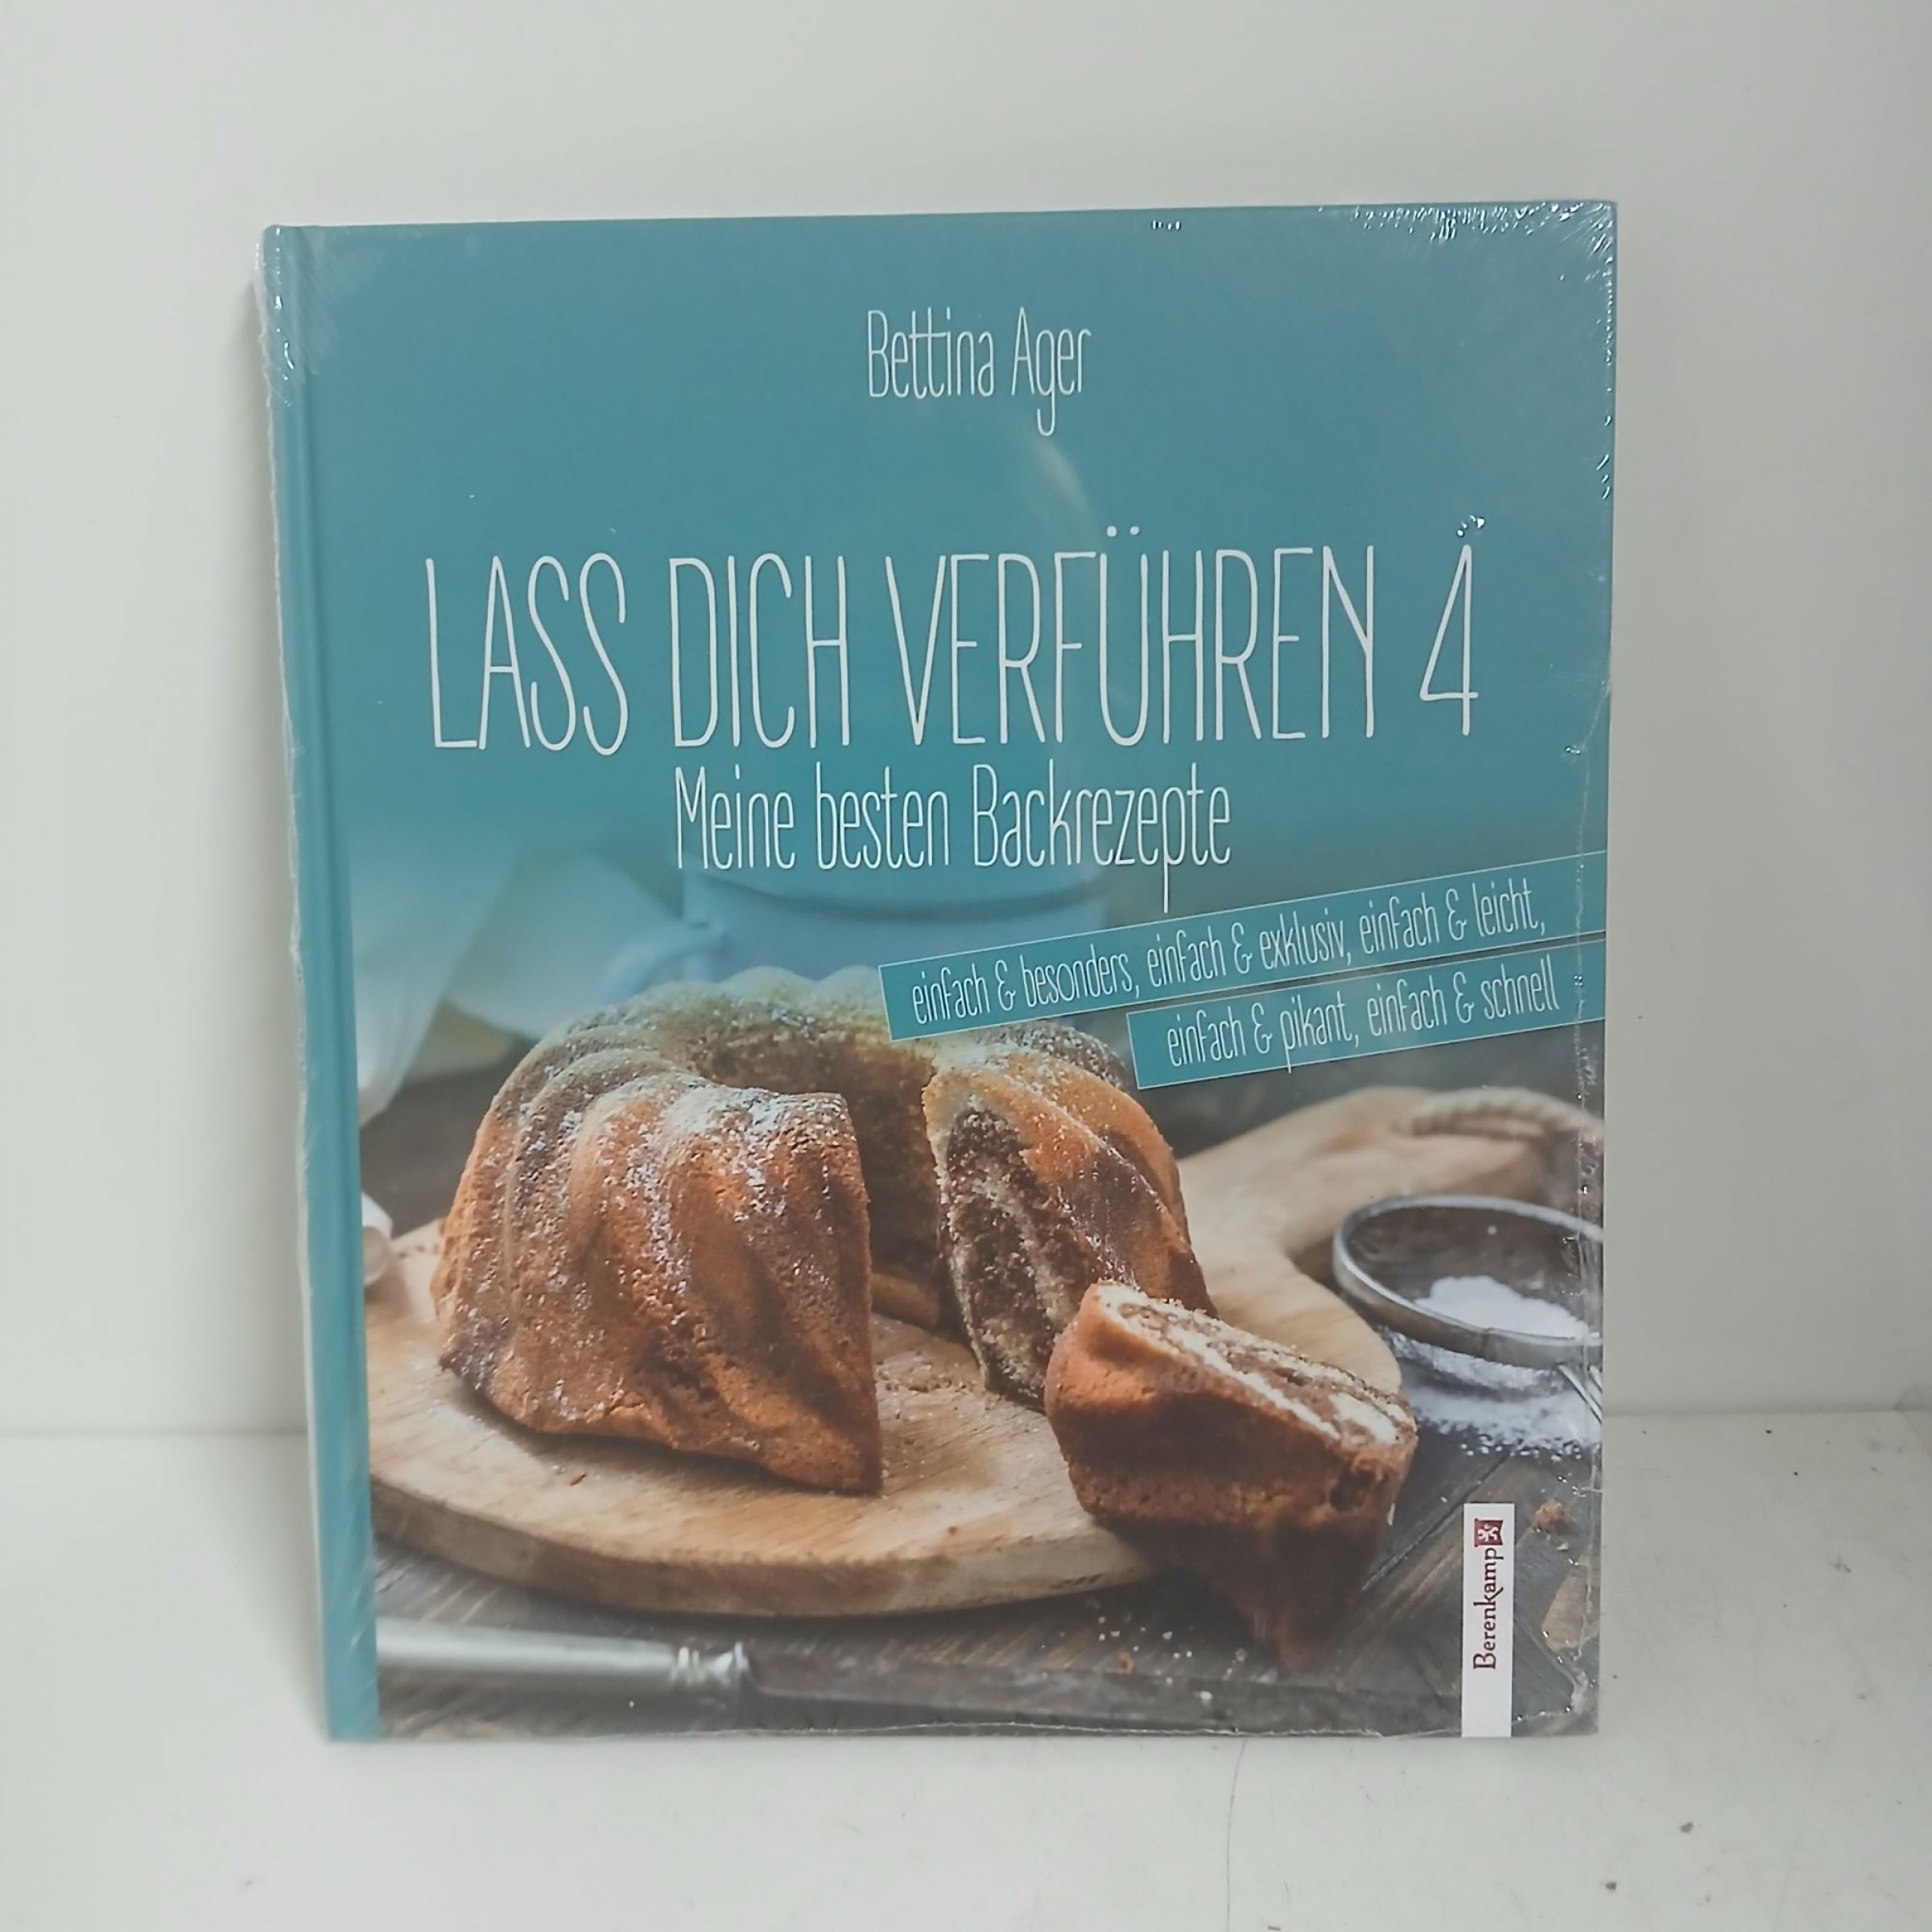 Bettina Ager
LASS DICH VERFÜHREN 4
Meine besten Backrezepte
einfach & besonders, einfach & exklusiv, einfach & leicht,
einfach & pikant, einfach & schnell
Berenkamp